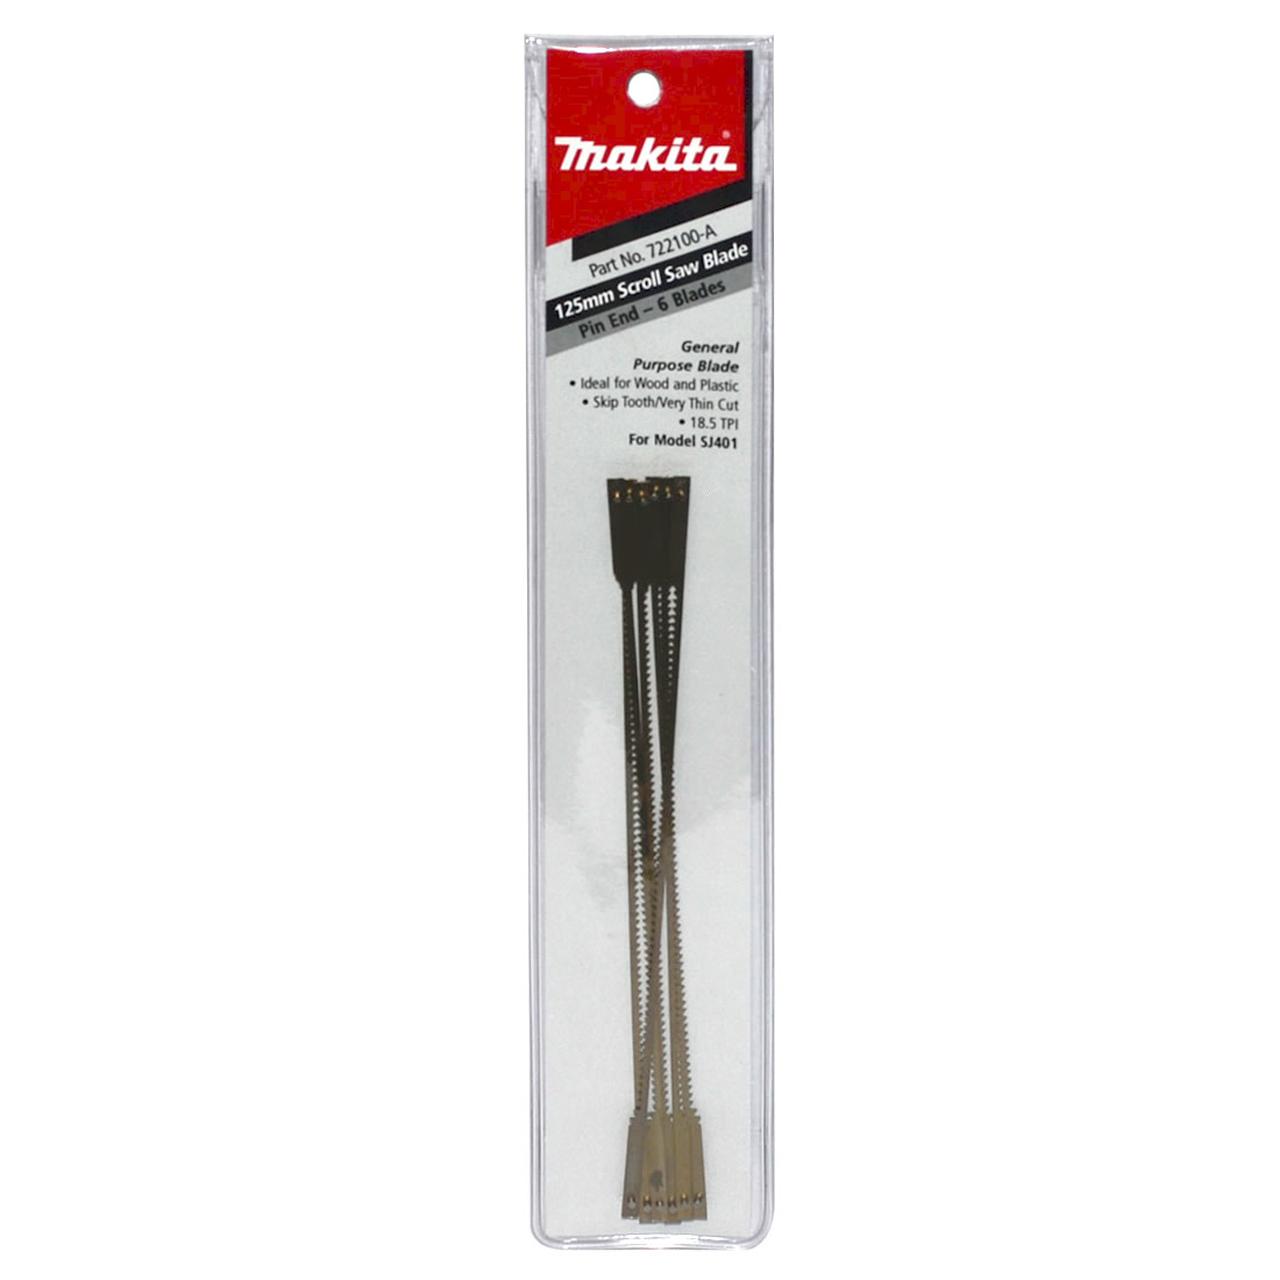 Makita®
Part No. 722100-A
125mm Scroll Saw Blade
Pin End – 6 Blades
General
Purpose Blade
• Ideal for Wood and Plastic
• Skip Tooth/Very Thin Cut
• 18.5 TPI
For Model SJ401